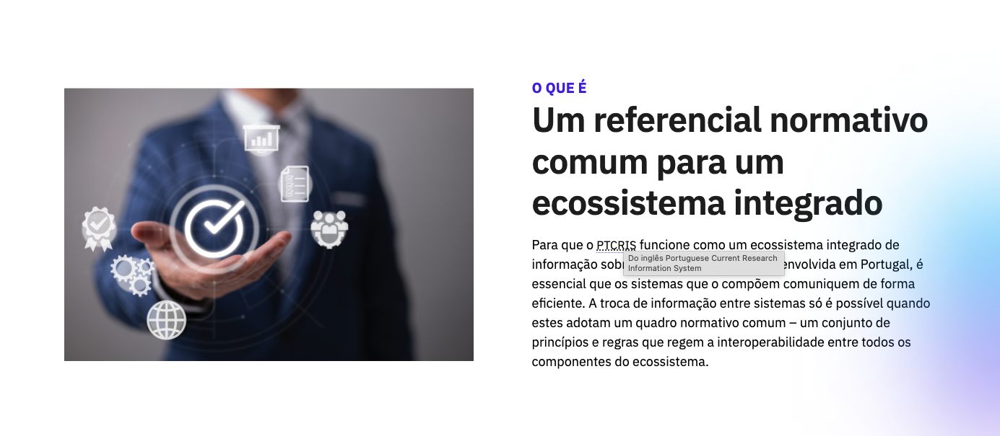 O QUE É
Um referencial normativo
comum para um
ecossistema integrado
Para que o PTCRIS funcione como um ecossistema integrado de
Do inglês Portuguese Current Research
Information System
informação envolvida em Portugal, é
essencial que os sistemas que o compõem comuniquem de forma
eficiente. A troca de informação entre sistemas só é possível quando
estes adotam um quadro normativo comum – um conjunto de
princípios e regras que regem a interoperabilidade entre todos os
componentes do ecossistema.